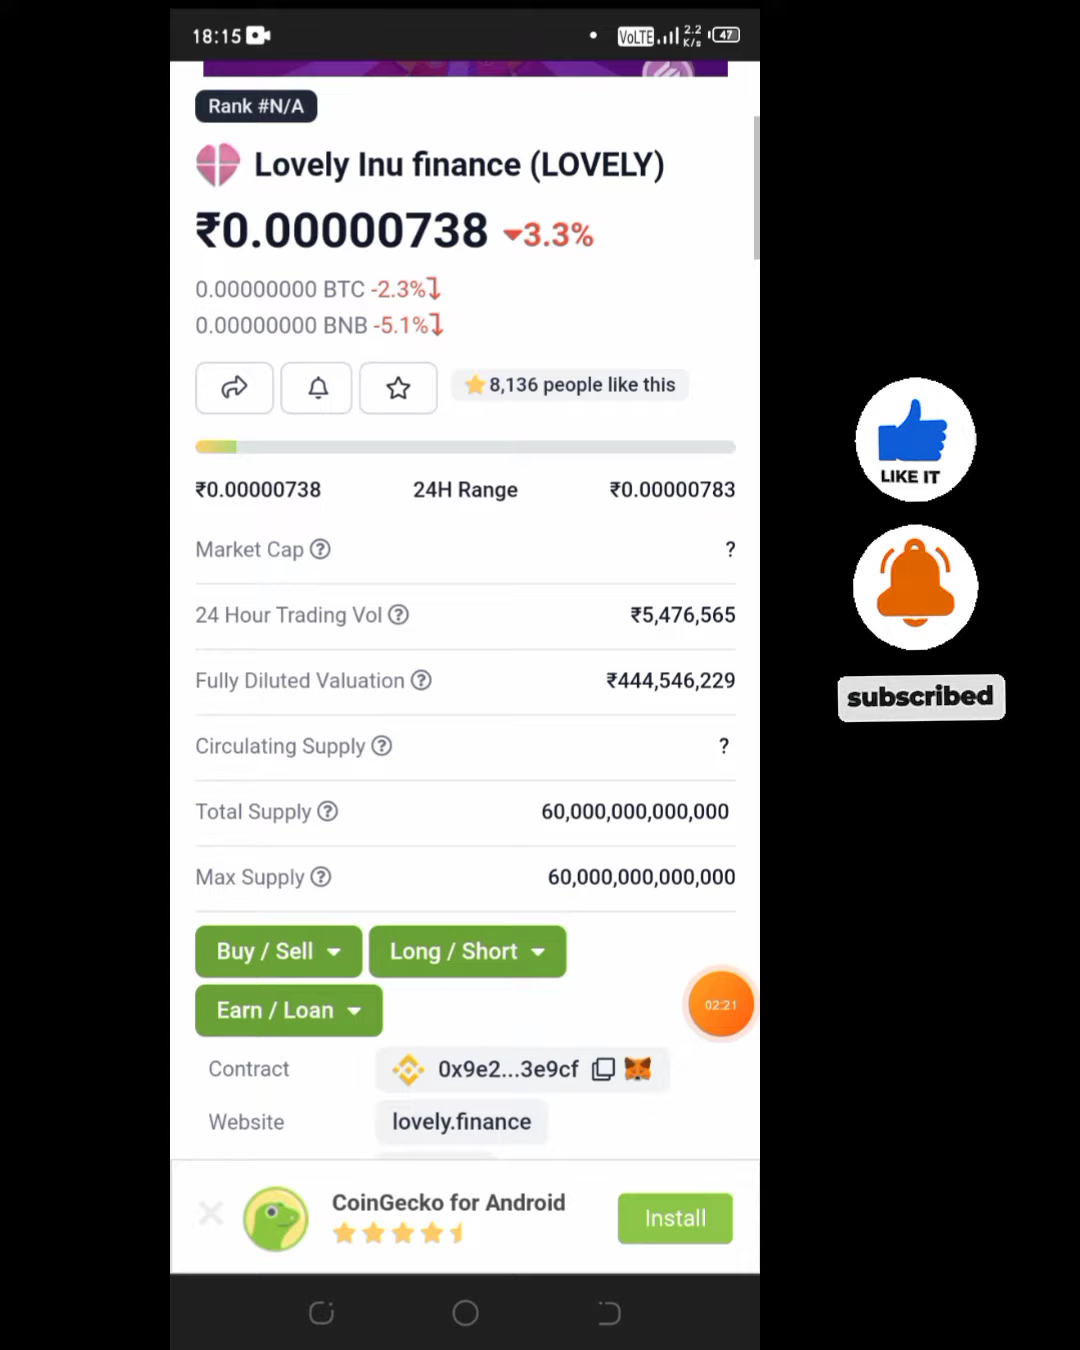 18:15
VoLTE 2.2 K/s 47
Rank #N/A
Lovely Inu finance (LOVELY)
₹0.00000738 3.3%
0.00000000 BTC -2.3%
0.00000000 BNB -5.1%
8,136 people like this
₹0.00000738 24H Range ₹0.00000783
Market Cap ?
24 Hour Trading Vol ₹5,476,565
Fully Diluted Valuation ₹444,546,229
Circulating Supply ?
Total Supply 60,000,000,000,000
Max Supply 60,000,000,000,000
Buy / Sell Long / Short
Earn / Loan
02:21
Contract 0x9e2...3e9cf
Website lovely.finance
CoinGecko for Android
Install
LIKE IT
subscribed